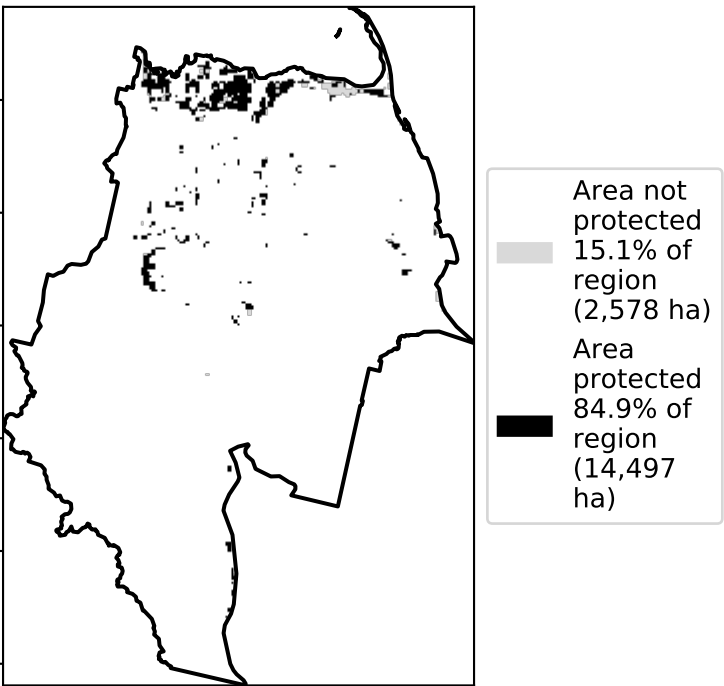 Area not
protected
15.1% of
region
(2,578 ha)
Area
protected
84.9% of
region
(14,497
ha)